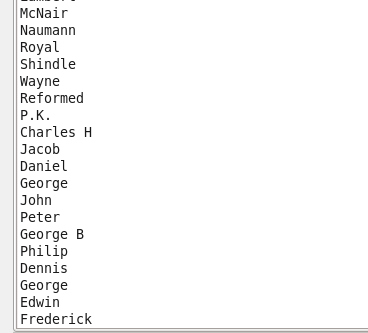 McNair
Naumann
Royal
Shindle
Wayne
Reformed
P.K.
Charles H
Jacob
Daniel
George
John
Peter
George B
Philip
Dennis
George
Edwin
Frederick